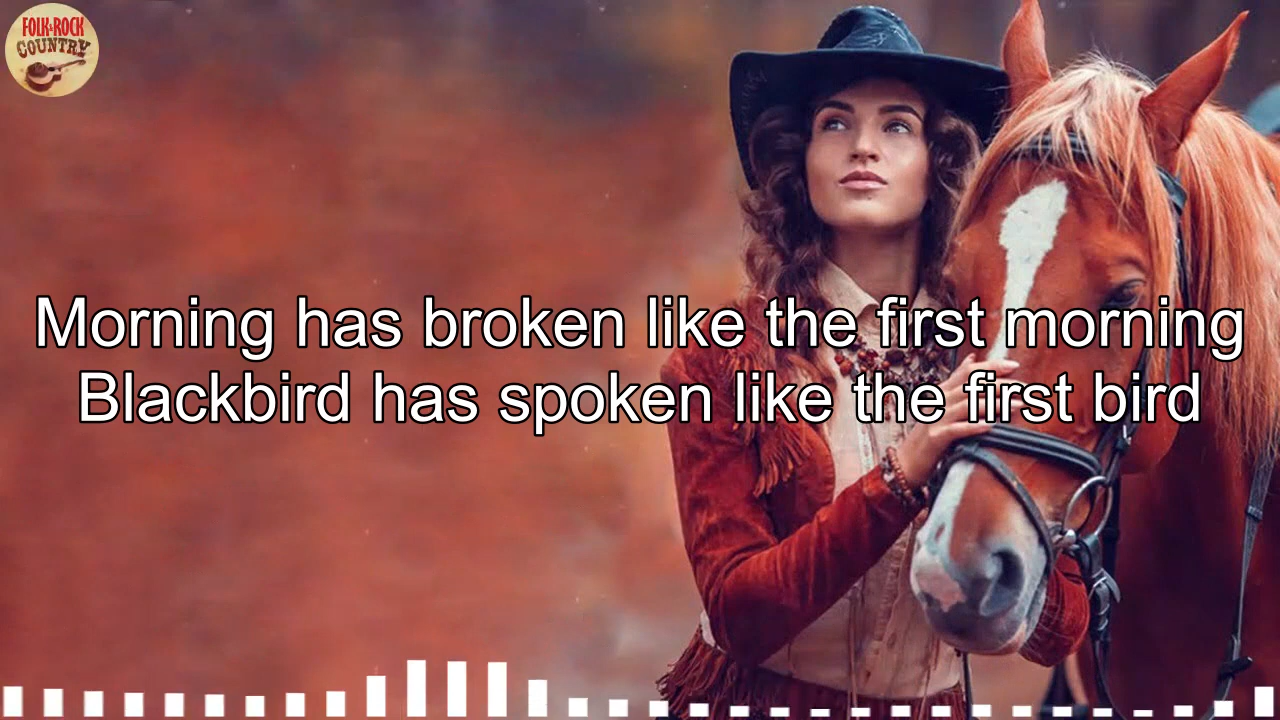 FOLK&ROCK
COUNTRY
Morning has broken like the first morning
Blackbird has spoken like the first bird